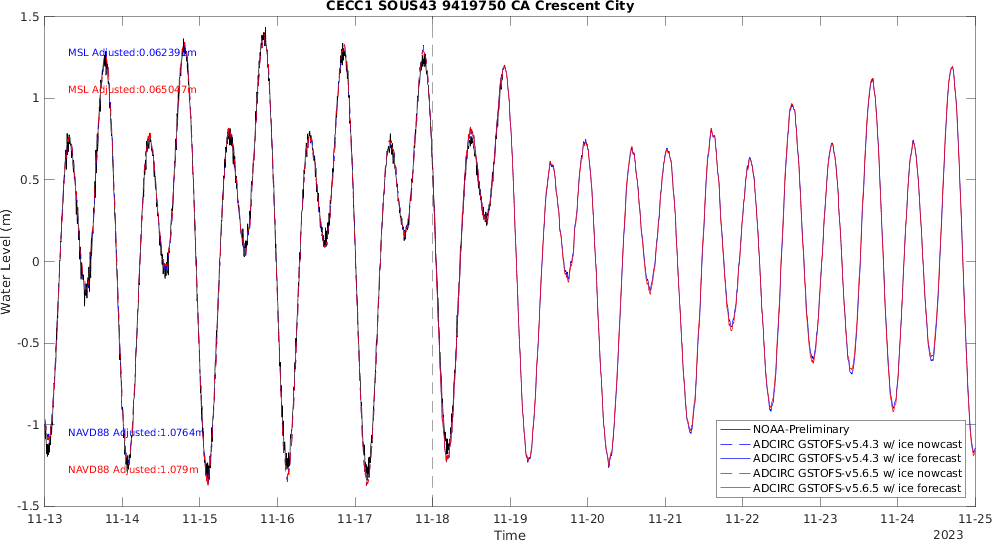 CECC1 SOUS43 9419750 CA Crescent City
1.5
1
0.5
0
-0.5
-1
-1.5
Water Level (m)
MSL Adjusted:0.062391m
MSL Adjusted:0.065047m
NAVD88 Adjusted:1.0764m
NAVD88 Adjusted:1.079m
NOAA-Preliminary
ADCIRC GSTOFS-v5.4.3 w/ ice nowcast
ADCIRC GSTOFS-v5.4.3 w/ ice forecast
ADCIRC GSTOFS-v5.6.5 w/ ice nowcast
ADCIRC GSTOFS-v5.6.5 w/ ice forecast
11-13 11-14 11-15 11-16 11-17 11-18 11-19 11-20 11-21 11-22 11-23 11-24 11-25
Time
2023